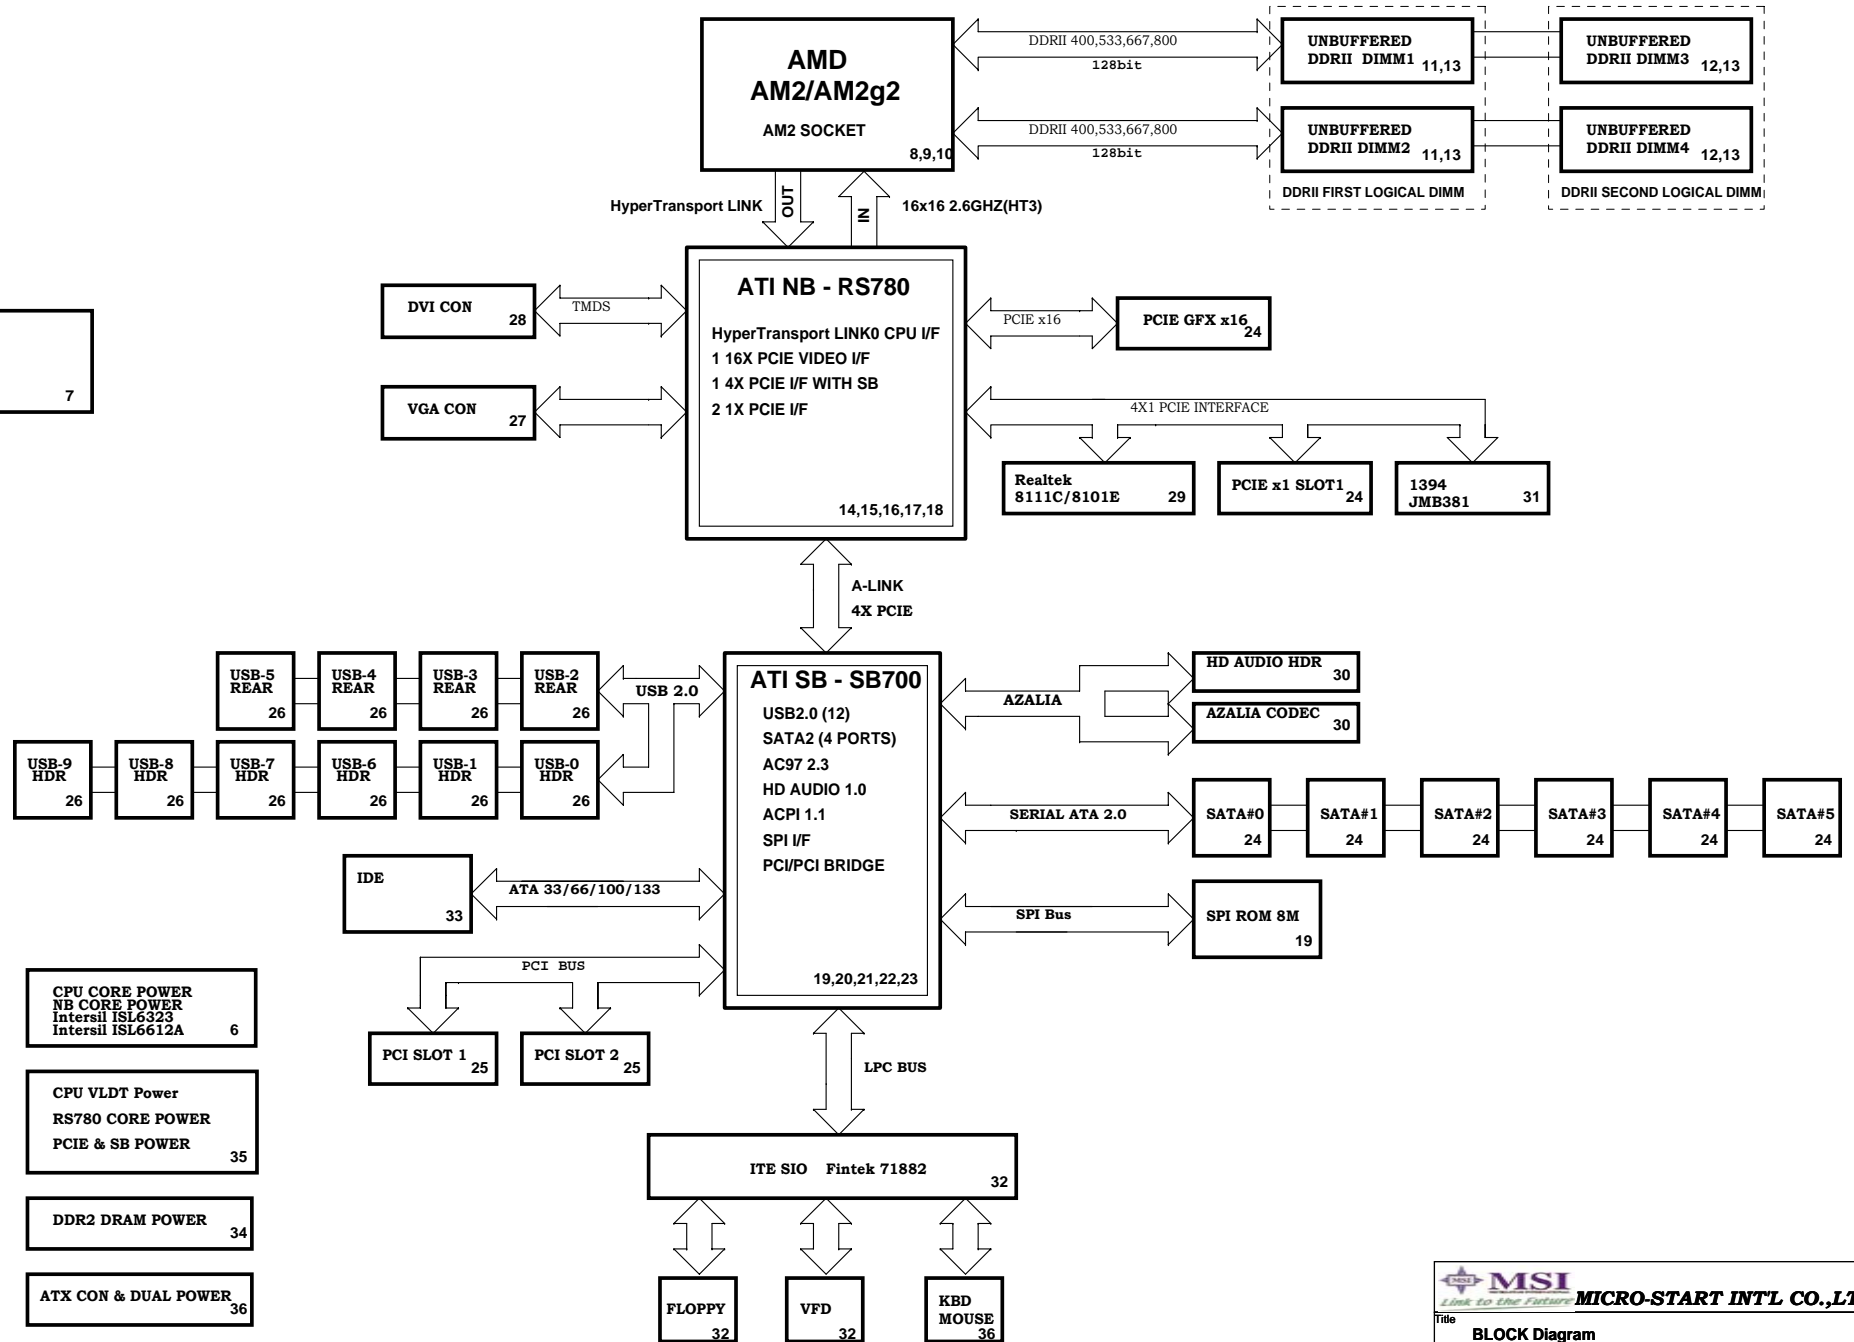 AMD
AM2/AM2g2
AM2 SOCKET
8,9,10
DDRII 400,533,667,800
128bit
DDRII 400,533,667,800
128bit
UNBUFFERED
DDRII DIMM1
11,13
UNBUFFERED
DDRII DIMM3
12,13
UNBUFFERED
DDRII DIMM2
11,13
UNBUFFERED
DDRII DIMM4
12,13
DDRII FIRST LOGICAL DIMM
DDRII SECOND LOGICAL DIMM
HyperTransport LINK
OUT
IN
16x16 2.6GHZ(HT3)
7
DVI CON
28
TMDS
VGA CON
27
ATI NB - RS780
HyperTransport LINK0 CPU I/F
1 16X PCIE VIDEO I/F
1 4X PCIE I/F WITH SB
2 1X PCIE I/F
14,15,16,17,18
PCIE x16
PCIE GFX x16
24
4X1 PCIE INTERFACE
Realtek
8111C/8101E
29
PCIE x1 SLOT1
24
1394
JMB381
31
A-LINK
4X PCIE
USB-5
REAR
26
USB-4
REAR
26
USB-3
REAR
26
USB-2
REAR
26
USB 2.0
USB-9
HDR
26
USB-8
HDR
26
USB-7
HDR
26
USB-6
HDR
26
USB-1
HDR
26
USB-0
HDR
26
ATI SB - SB700
USB2.0 (12)
SATA2 (4 PORTS)
AC97 2.3
HD AUDIO 1.0
ACPI 1.1
SPI I/F
PCI/PCI BRIDGE
19,20,21,22,23
AZALIA
HD AUDIO HDR
30
AZALIA CODEC
30
SERIAL ATA 2.0
SATA#0
24
SATA#1
24
SATA#2
24
SATA#3
24
SATA#4
24
SATA#5
24
IDE
33
ATA 33/66/100/133
SPI Bus
SPI ROM 8M
19
PCI BUS
PCI SLOT 1
25
PCI SLOT 2
25
LPC BUS
CPU CORE POWER
NB CORE POWER
Intersil ISL6323
Intersil ISL6612A
6
CPU VLDT Power
RS780 CORE POWER
PCIE & SB POWER
35
DDR2 DRAM POWER
34
ATX CON & DUAL POWER
36
ITE SIO Fintek 71882
32
FLOPPY
32
VFD
32
KBD
MOUSE
36
MSI
Link to the Future
MICRO-START INT'L CO.,LT
Title
BLOCK Diagram